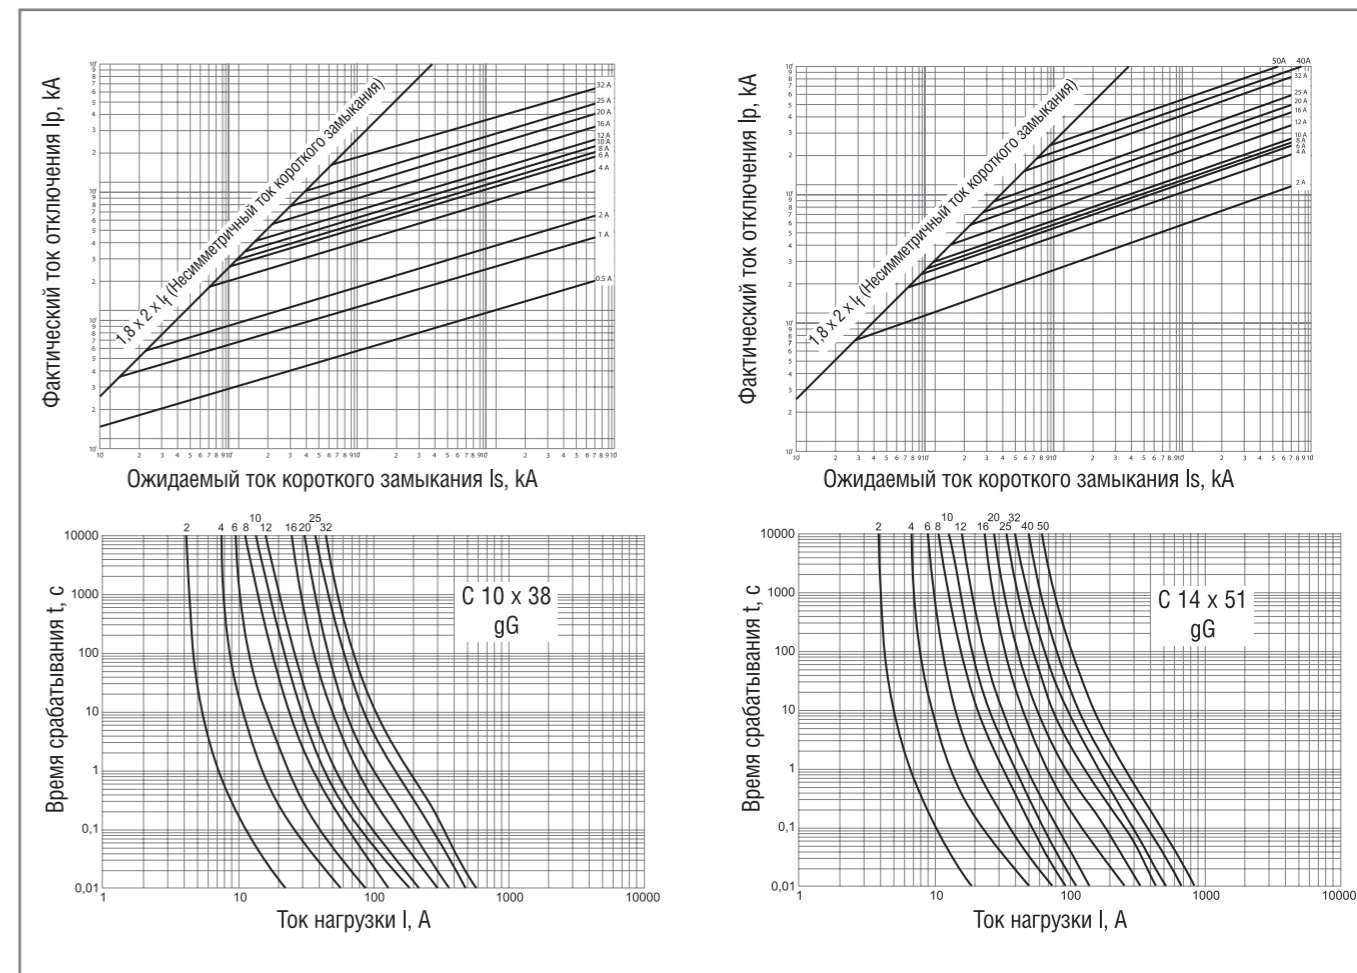 Фактический ток отключения Ip, kA
1,8 x 2 x If (Несимметричный ток короткого замыкания)
32 A
25 A
20 A
16 A
12 A
10 A
8 A
6 A
4 A
2 A
1 A
0.5 A
Ожидаемый ток короткого замыкания Is, kA
Фактический ток отключения Ip, kA
1,8 x 2 x If (Несимметричный ток короткого замыкания)
50A 40A
32 A
25 A
20 A
16 A
12 A
10 A
8 A
6 A
4 A
2 A
Ожидаемый ток короткого замыкания Is, kA
Время срабатывания t, с
2 4 6 8 10 12 16 20 25 32
10000
1000
100
10
1
0,1
0,01
C 10 x 38
gG
1 10 100 1000 10000
Ток нагрузки I, A
Время срабатывания t, с
2 4 6 8 10 12 16 20 25 32 40 50
10000
1000
100
10
1
0,1
0,01
C 14 x 51
gG
1 10 100 1000 10000
Ток нагрузки I, A